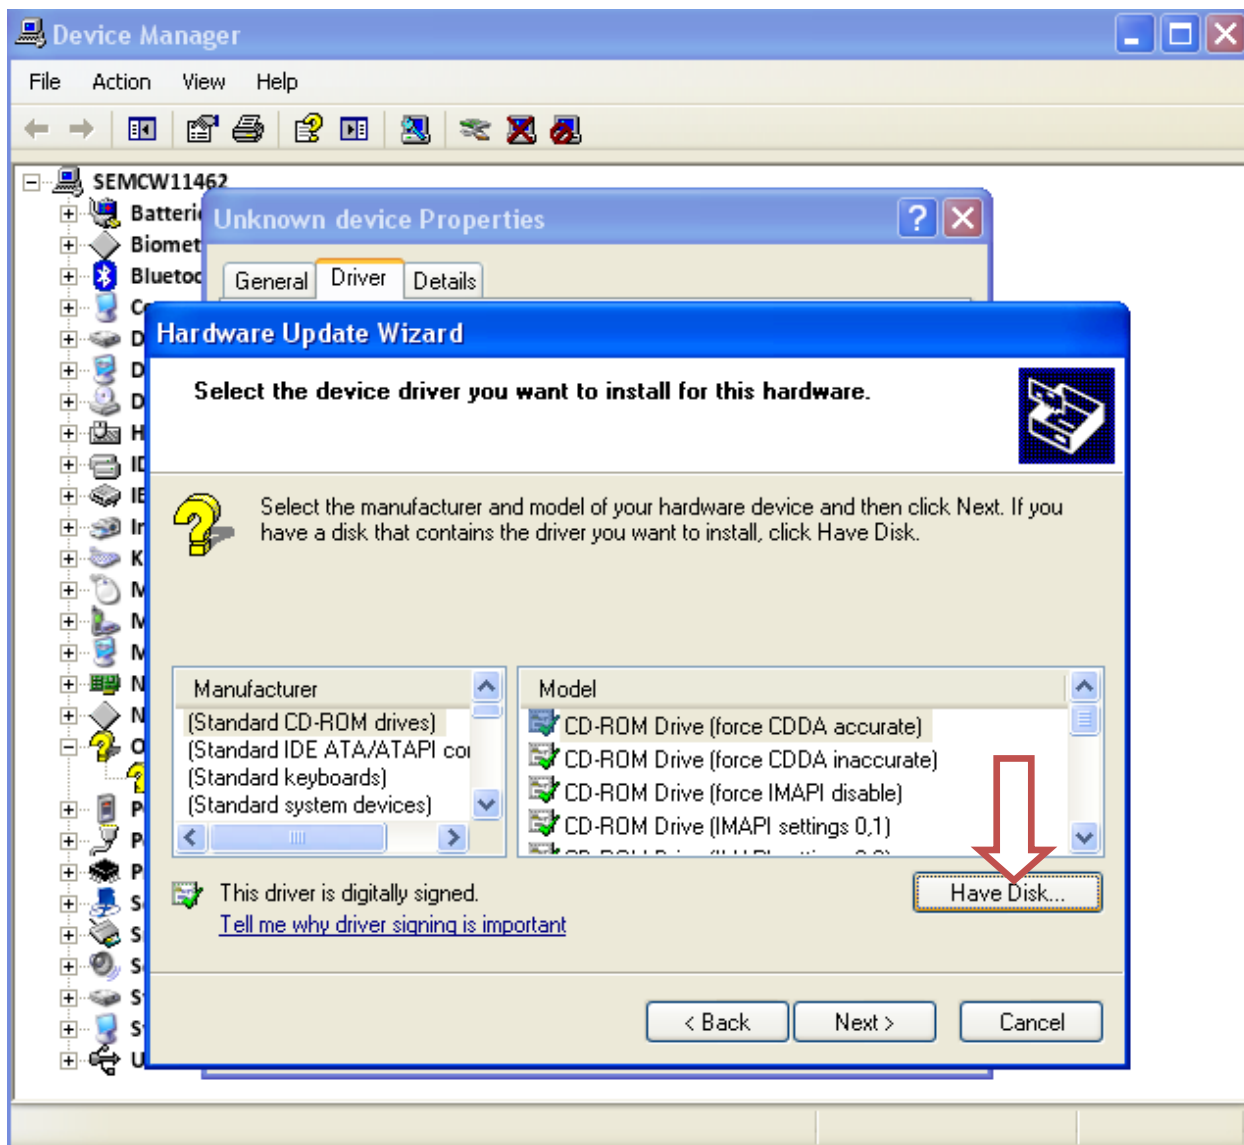 Device Manager
File Action View Help
SEMCW11462
Unknown device Properties
General Driver Details
Hardware Update Wizard
Select the device driver you want to install for this hardware.
Select the manufacturer and model of your hardware device and then click Next. If you
have a disk that contains the driver you want to install, click Have Disk.
Manufacturer
(Standard CD-ROM drives)
(Standard IDE ATA/ATAPI
(Standard keyboards)
(Standard system devices)
Model
CD-ROM Drive (force CDDA accurate)
CD-ROM Drive (force CDDA inaccurate)
CD-ROM Drive (force IMAPI disable)
CD-ROM Drive (IMAPI settings 0,1)
This driver is digitally signed.
Tell me why driver signing is important
Have Disk...
< Back Next > Cancel